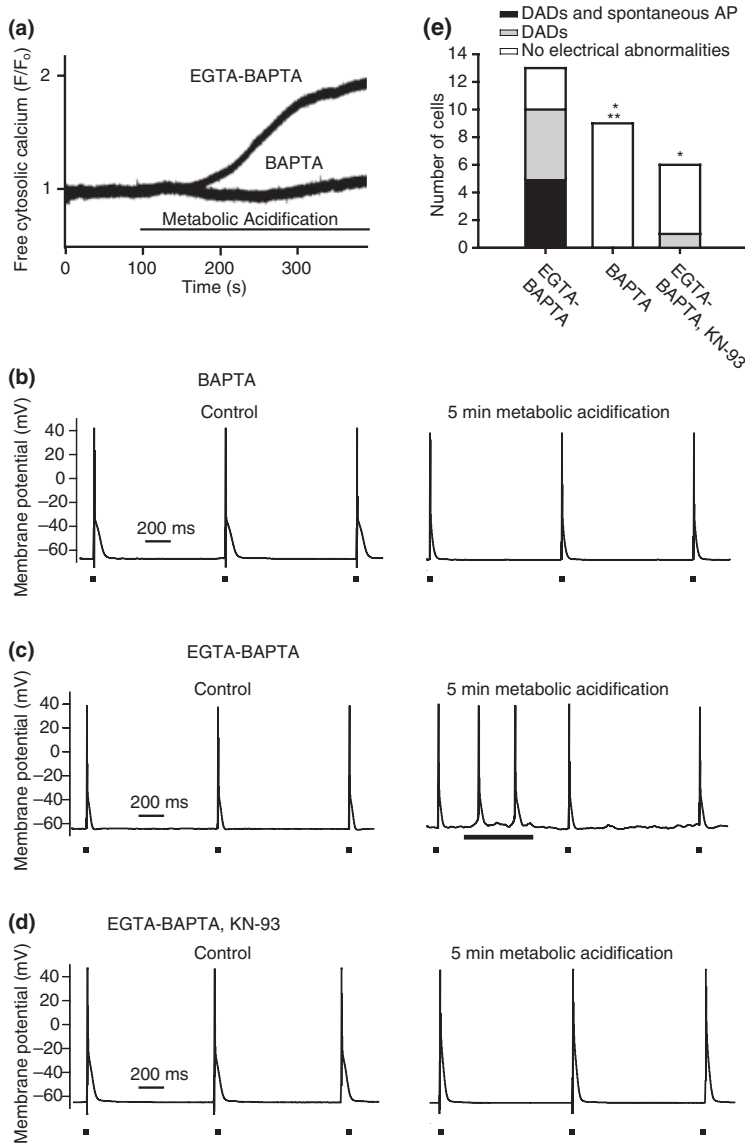 (a)
Free cytosolic calcium (F/Fo)
2
1
EGTA-BAPTA
BAPTA
Metabolic Acidification
0 100 200 300
Time (s)
(e)
DADs and spontaneous AP
DADs
No electrical abnormalities
Number of cells
14
12
10
8
6
4
2
0
*
**
*
EGTA-
BAPTA
BAPTA
EGTA-
BAPTA, KN-93
(b)
BAPTA
Control
5 min metabolic acidification
Membrane potential (mV)
40
20
0
–20
–40
–60
200 ms
(c)
EGTA-BAPTA
Control
5 min metabolic acidification
Membrane potential (mV)
40
20
0
–20
–40
–60
200 ms
(d)
EGTA-BAPTA, KN-93
Control
5 min metabolic acidification
Membrane potential (mV)
40
20
0
–20
–40
–60
200 ms